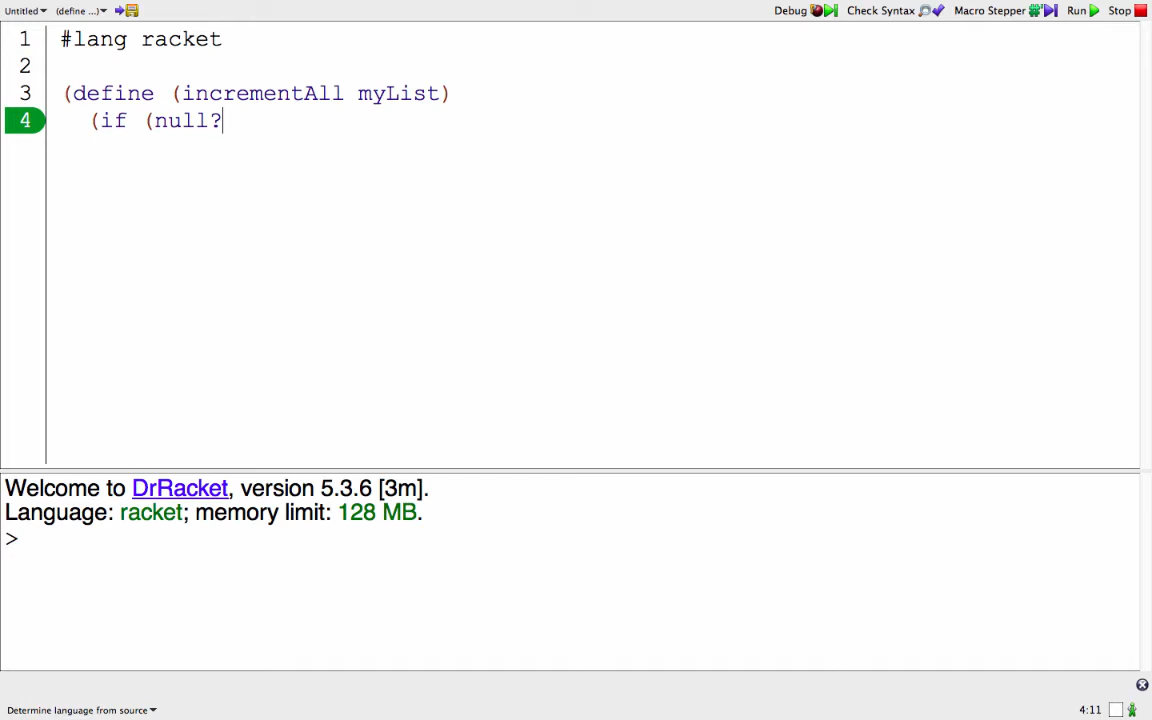 Untitled (define ...) Debug Check Syntax Macro Stepper Run Stop
1 #lang racket
2
3 (define (incrementAll myList)
4 (if (null?
Welcome to DrRacket, version 5.3.6 [3m].
Language: racket; memory limit: 128 MB.
>
Determine language from source 4:11